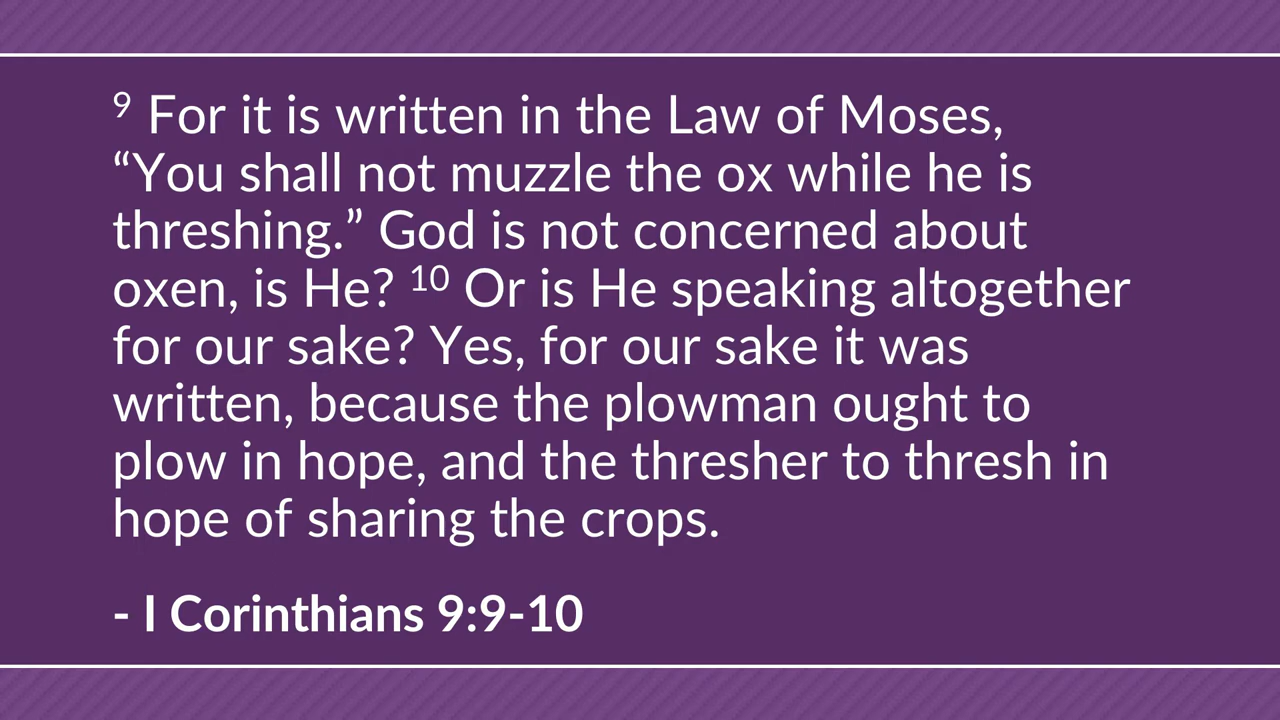 9 For it is written in the Law of Moses,
“You shall not muzzle the ox while he is
threshing.” God is not concerned about
oxen, is He? 10 Or is He speaking altogether
for our sake? Yes, for our sake it was
written, because the plowman ought to
plow in hope, and the thresher to thresh in
hope of sharing the crops.
- I Corinthians 9:9-10